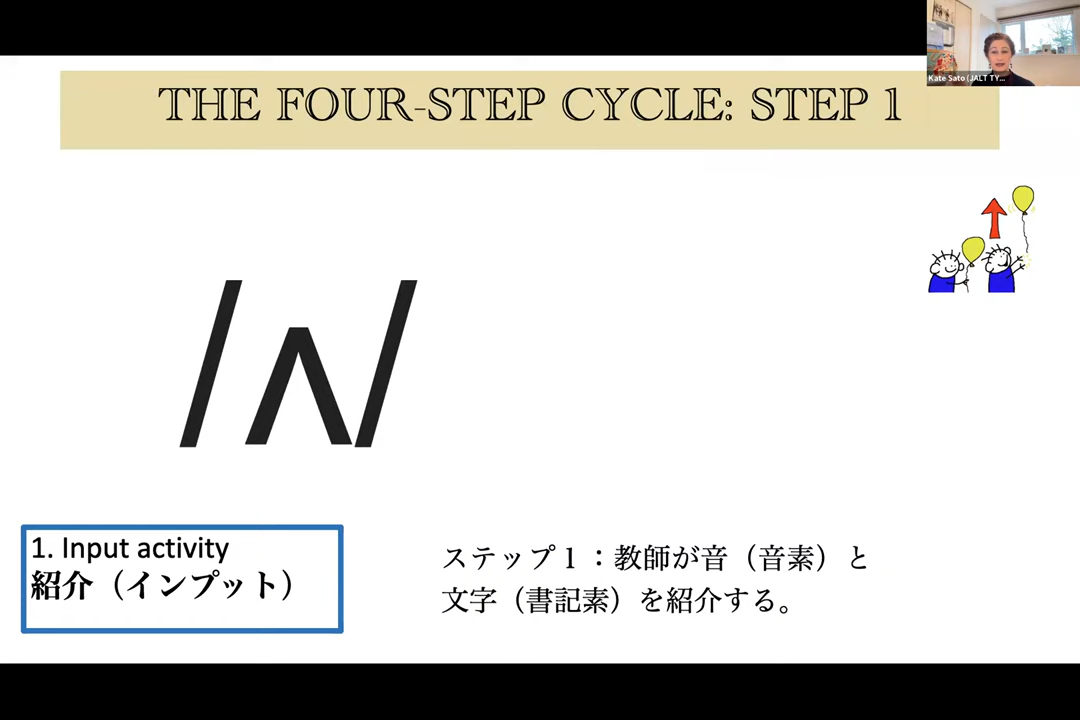 Kate Sato (JALT TY...
THE FOUR-STEP CYCLE: STEP 1
/ʌ/
1. Input activity
紹介（インプット）
ステップ１：教師が音（音素）と
文字（書記素）を紹介する。